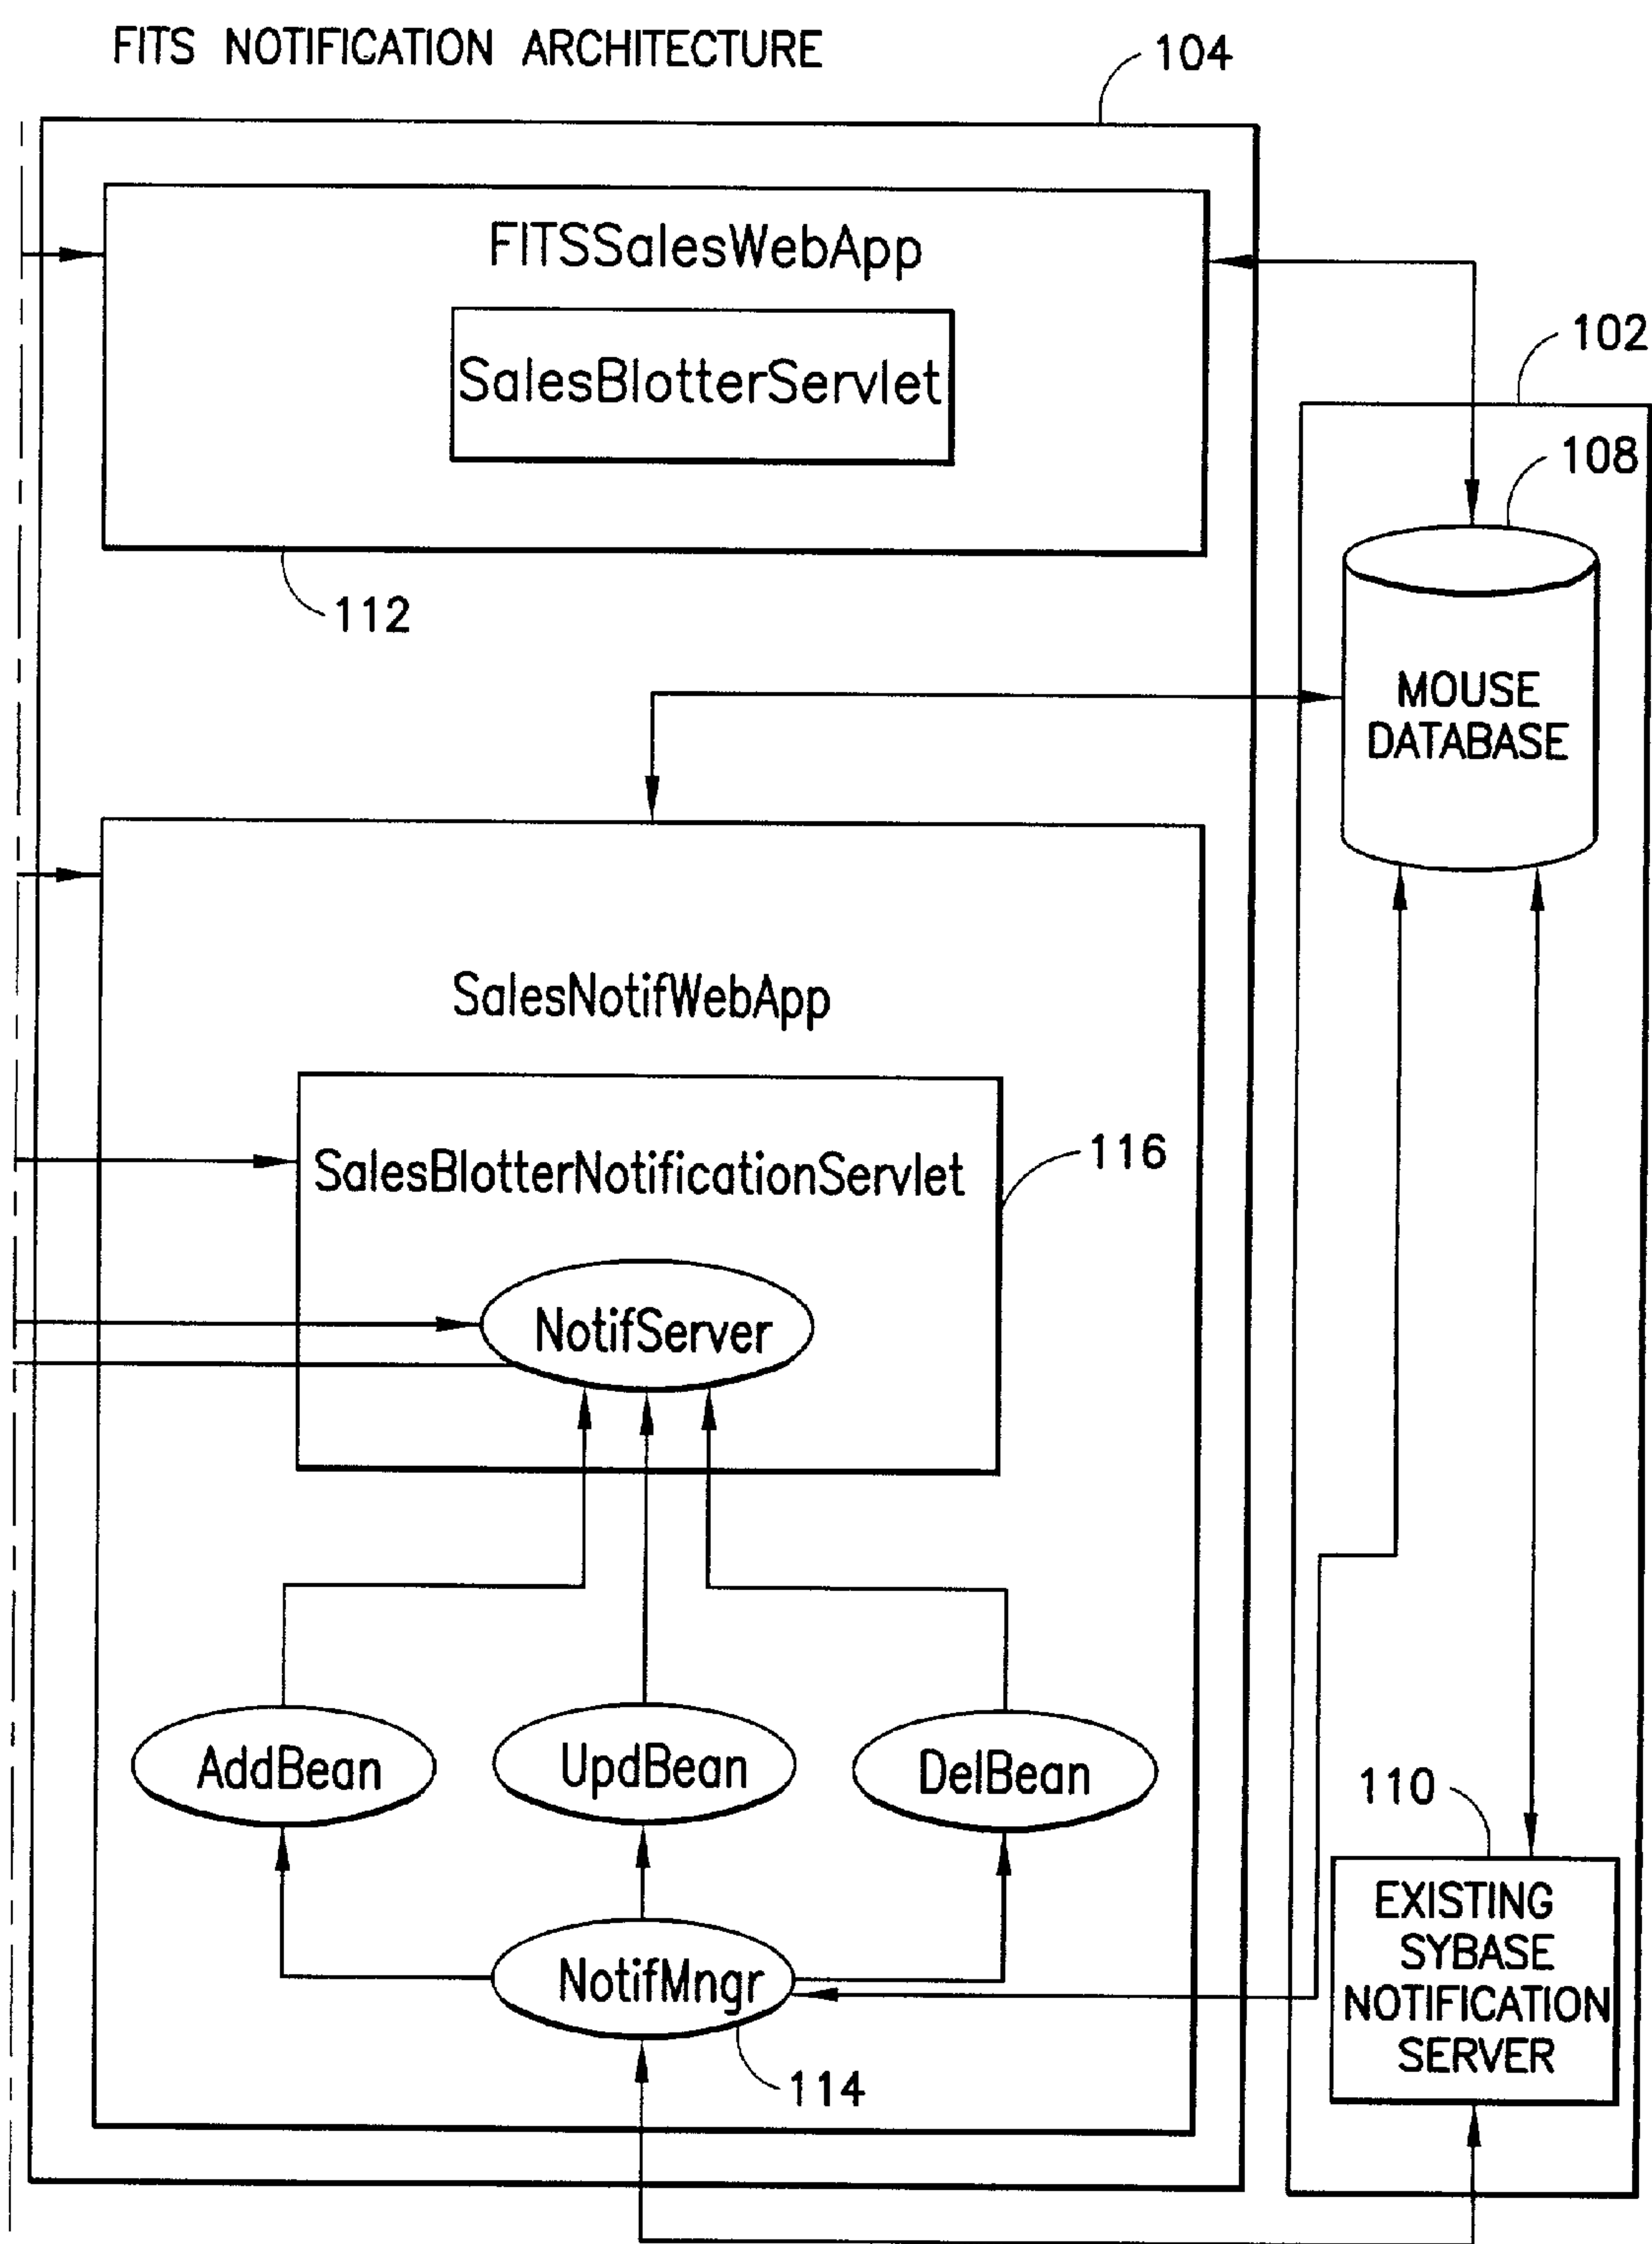 FITS NOTIFICATION ARCHITECTURE
104
FITSSalesWebApp
SalesBlotterServlet
102
108
112
MOUSE
DATABASE
SalesNotifWebApp
SalesBlotterNotificationServlet
116
NotifServer
AddBean
UpdBean
DelBean
110
EXISTING
SYBASE
NOTIFICATION
SERVER
NotifMngr
114